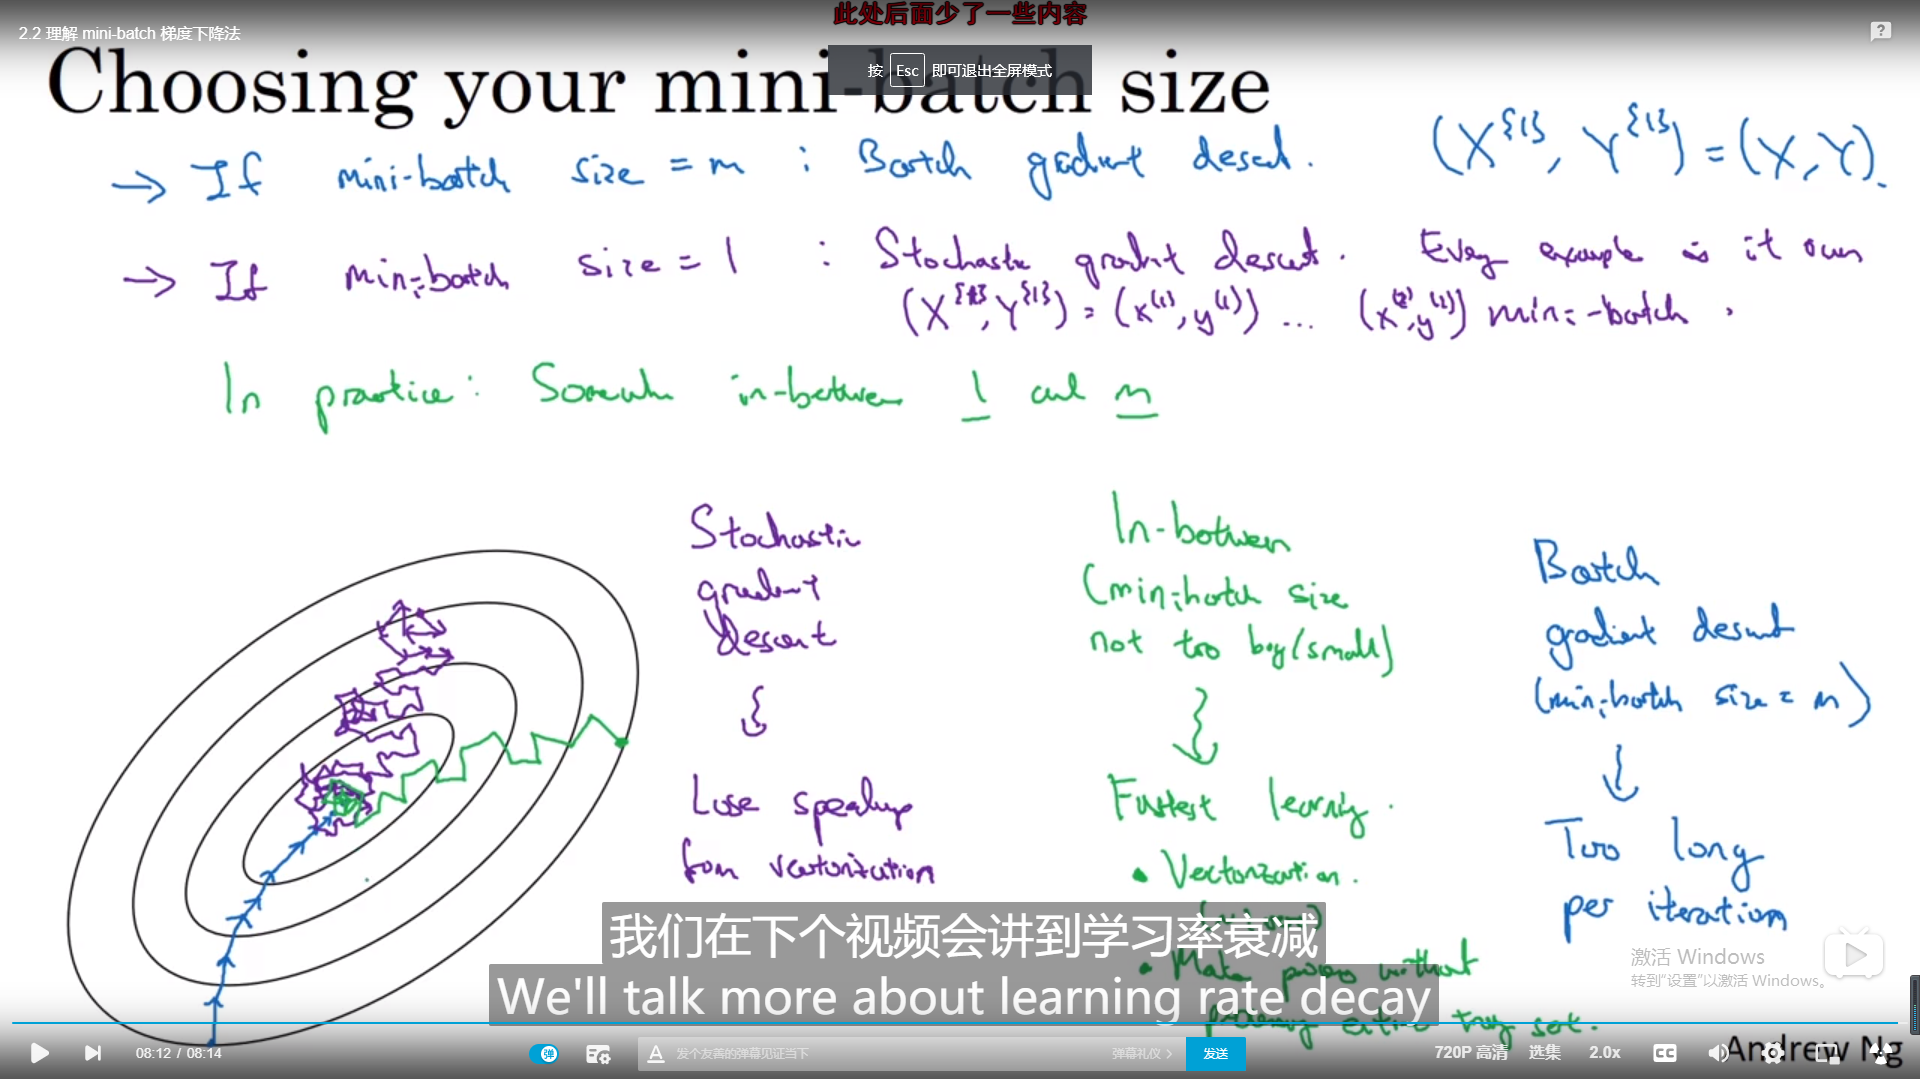 此处后面少了一些内容
2.2 理解 mini-batch 梯度下降法
按 Esc 即可退出全屏模式
Choosing your mini-batch size
→ If mini-batch size = m : Batch gradient descent. (X^{1}, Y^{1}) = (X, Y).
→ If mini-batch size = 1 : Stochastic gradient descent. Every example is it own
(X^{1}, Y^{1}) = (x^(1), y^(1)) ... (x^(2), y^(2)) mini-batch.
In practice: Somewhere in-between 1 and m
Stochastic
gradient
descent
Lose speedup
from vectorization
In-between
(mini-batch size
not too big/small)
Fastest learning.
• Vectorization.
• Make progress without
processing entire training set.
Batch
gradient descent
(mini-batch size = m)
Too long
per iteration
我们在下个视频会讲到学习率衰减
We'll talk more about learning rate decay
激活 Windows
转到“设置”以激活 Windows。
08:12 / 08:14
弹
发个友善的弹幕见证当下
弹幕礼仪
发送
720P 高清
选集
2.0x
CC
Andrew Ng